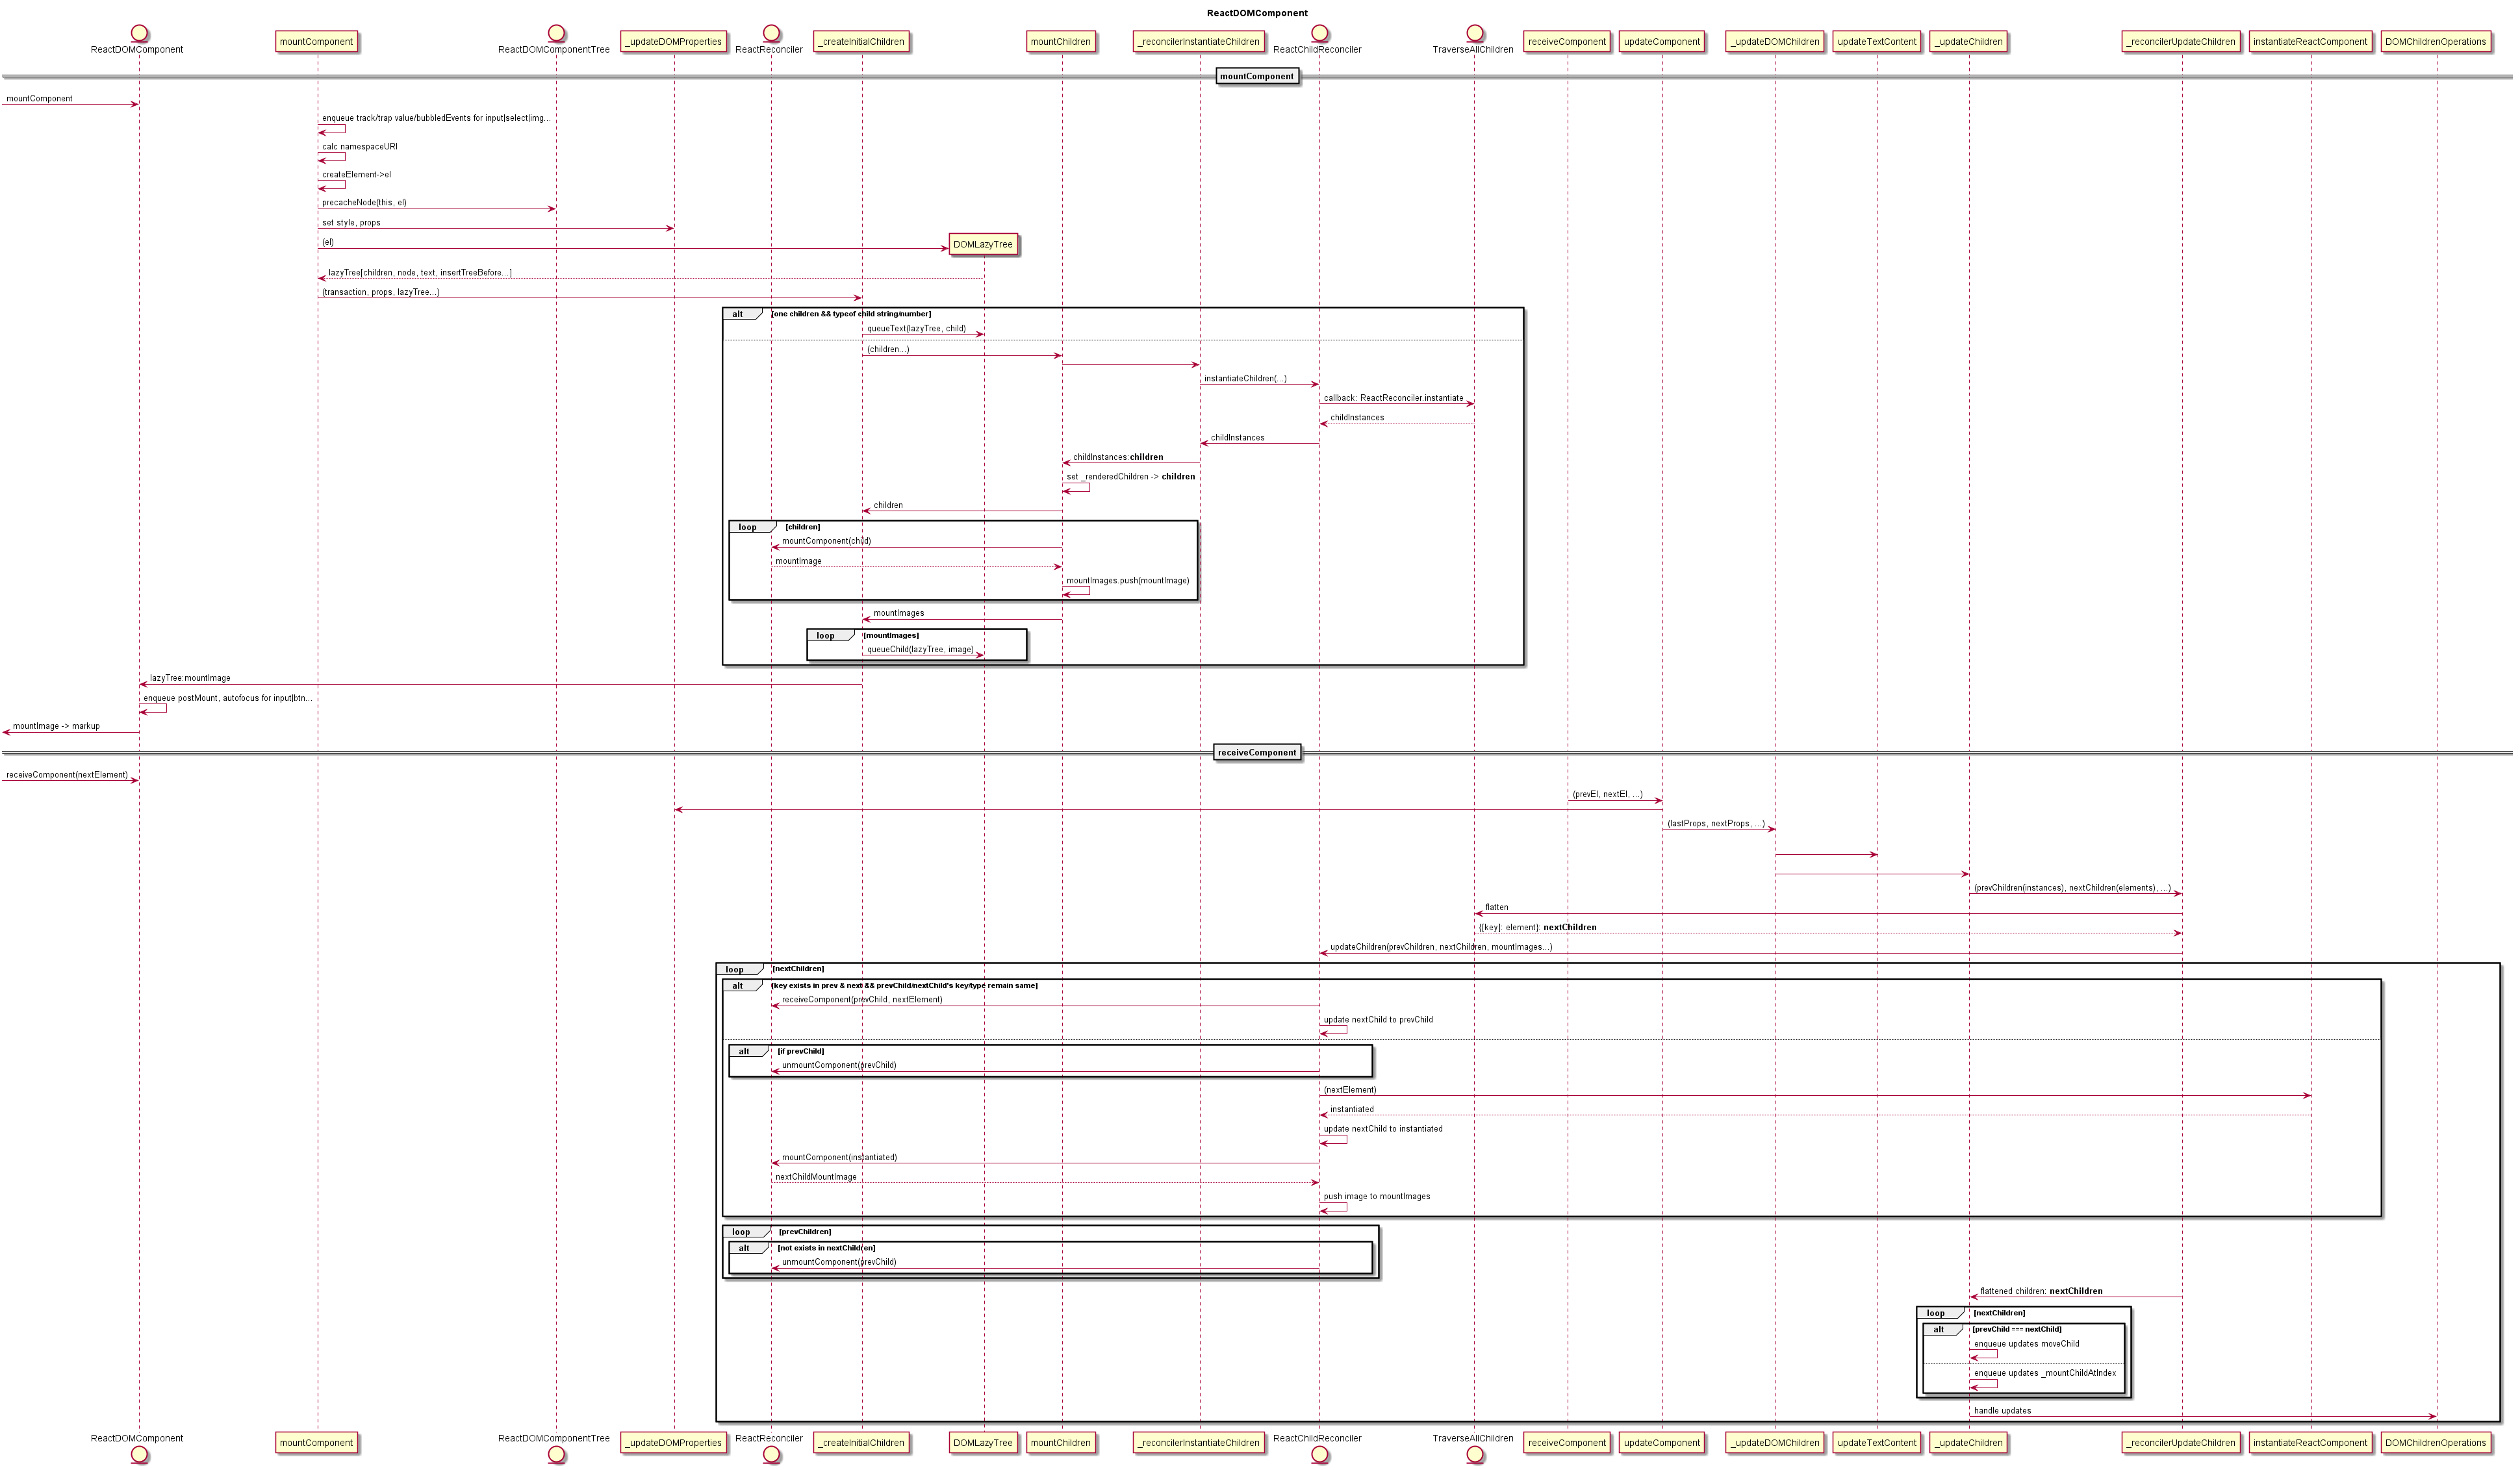 ReactDOMComponent
ReactDOMComponent
mountComponent
ReactDOMComponentTree
_updateDOMProperties
ReactReconciler
_createInitialChildren
mountChildren
_reconcilerInstantiateChildren
ReactChildReconciler
TraverseAllChildren
receiveComponent
updateComponent
_updateDOMChildren
updateTextContent
_updateChildren
_reconcilerUpdateChildren
instantiateReactComponent
DOMChildrenOperations
mountComponent
mountComponent
enqueue track/trap value/bubbledEvents for input|select|img...
calc namespaceURI
createElement->el
precacheNode(this, el)
set style, props
(el)
DOMLazyTree
lazyTree[children, node, text, insertTreeBefore...]
(transaction, props, lazyTree...)
alt [one children && typeof child string/number]
queueText(lazyTree, child)
(children...)
instantiateChildren(...)
callback: ReactReconciler.instantiate
childInstances
childInstances
childInstances:children
set _renderedChildren -> children
children
loop [children]
mountComponent(child)
mountImage
mountImages.push(mountImage)
mountImages
loop [mountImages]
queueChild(lazyTree, image)
lazyTree:mountImage
enqueue postMount, autofocus for input|btn...
mountImage -> markup
receiveComponent
receiveComponent(nextElement)
(prevEl, nextEl, ...)
(lastProps, nextProps, ...)
(prevChildren(instances), nextChildren(elements), ...)
flatten
{[key]: element}: nextChildren
updateChildren(prevChildren, nextChildren, mountImages...)
loop [nextChildren]
alt [key exists in prev & next && prevChild/nextChild's key/type remain same]
receiveComponent(prevChild, nextElement)
update nextChild to prevChild
alt [if prevChild]
unmountComponent(prevChild)
(nextElement)
instantiated
update nextChild to instantiated
mountComponent(instantiated)
nextChildMountImage
push image to mountImages
loop [prevChildren]
alt [not exists in nextChildren]
unmountComponent(prevChild)
flattened children: nextChildren
loop [nextChildren]
alt [prevChild === nextChild]
enqueue updates moveChild
enqueue updates _mountChildAtIndex
handle updates
ReactDOMComponent
mountComponent
ReactDOMComponentTree
_updateDOMProperties
ReactReconciler
_createInitialChildren
DOMLazyTree
mountChildren
_reconcilerInstantiateChildren
ReactChildReconciler
TraverseAllChildren
receiveComponent
updateComponent
_updateDOMChildren
updateTextContent
_updateChildren
_reconcilerUpdateChildren
instantiateReactComponent
DOMChildrenOperations